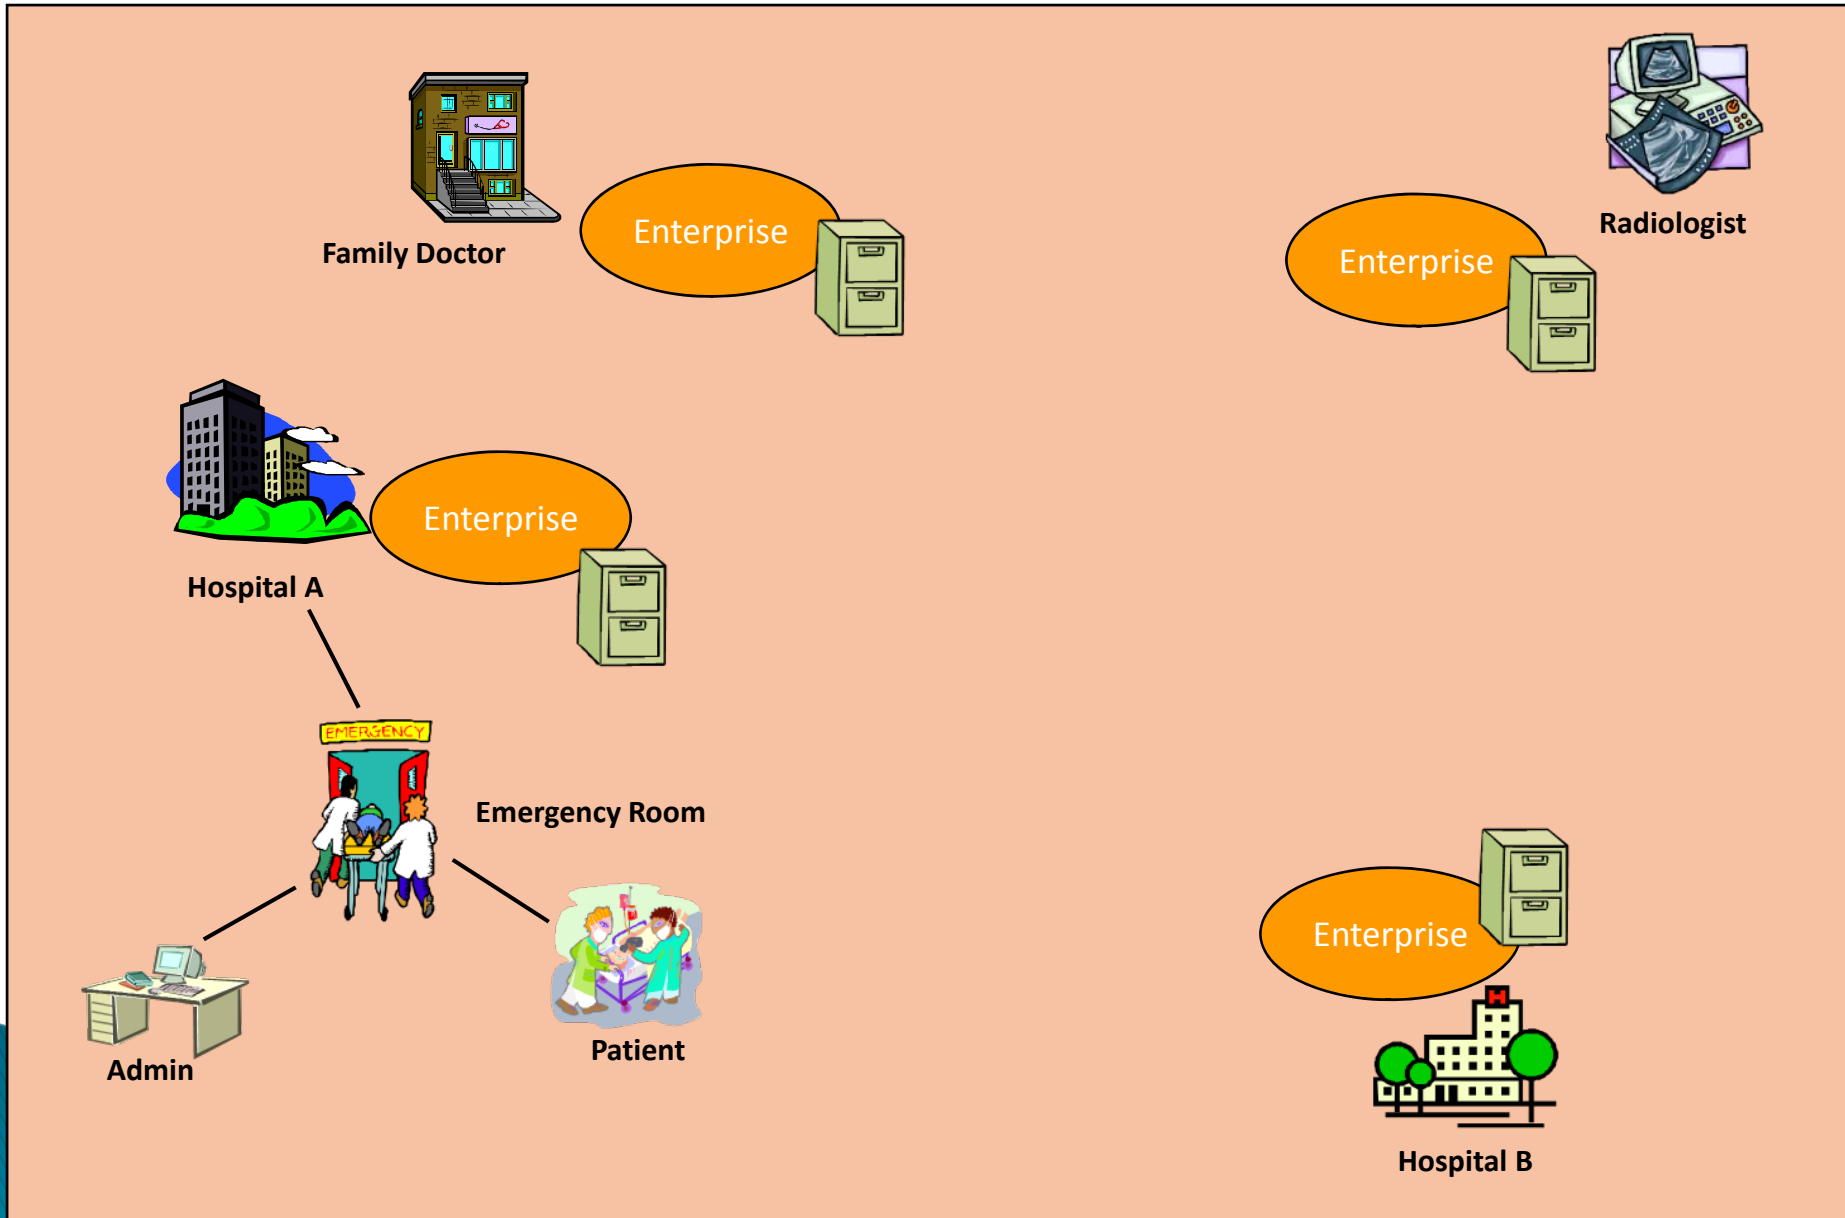 Family Doctor
Enterprise
Radiologist
Enterprise
Hospital A
Enterprise
EMERGENCY
Emergency Room
Admin
Patient
Enterprise
H
Hospital B